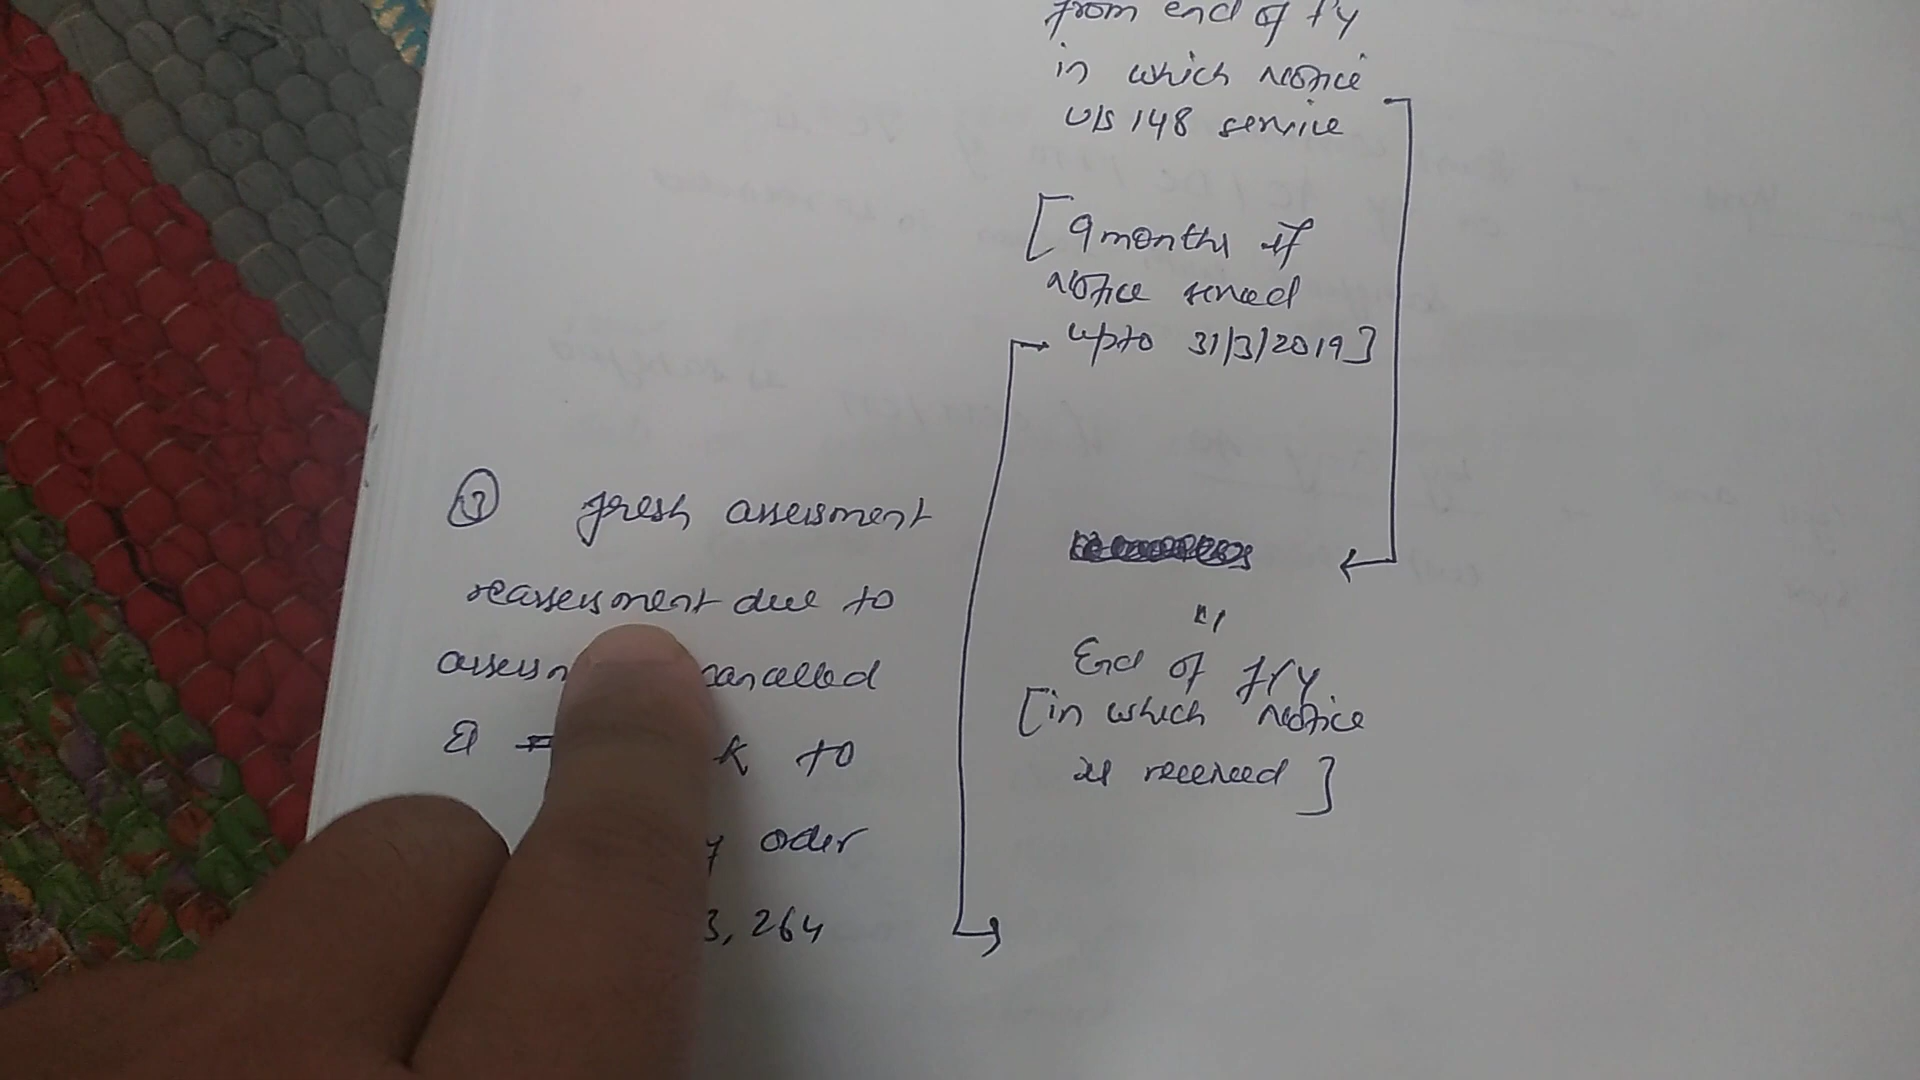 from end of FY
in which notice
u/s 148 service
[9 months if
notice served
upto 31/3/2019]
③ fresh assessment
reassessment due to
cancelled
to
order
3, 264
"
End of F/Y
[in which notice
is received]